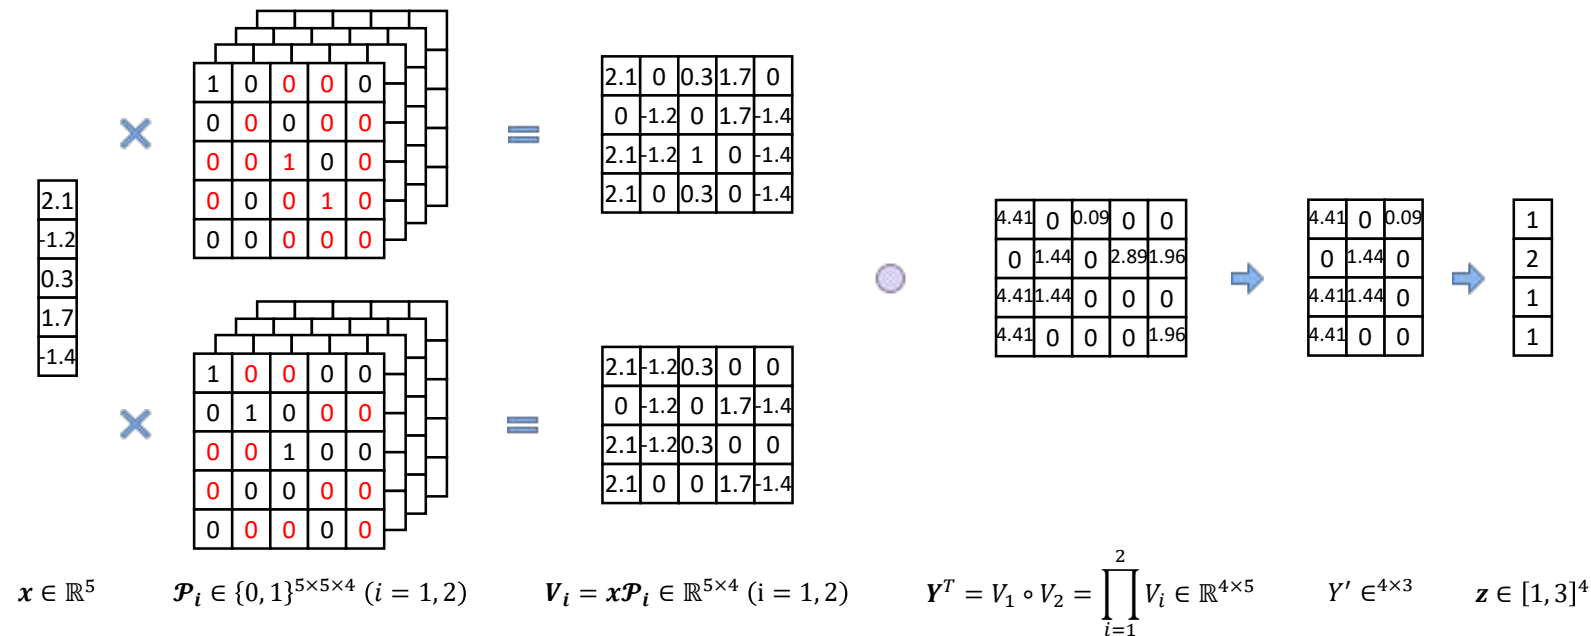 2.1
-1.2
0.3
1.7
-1.4
1 0 0 0 0
0 0 0 0 0
0 0 1 0 0
0 0 0 1 0
0 0 0 0 0
1 0 0 0 0
0 1 0 0 0
0 0 1 0 0
0 0 0 0 0
0 0 0 0 0
2.1 0 0.3 1.7 0
0 -1.2 0 1.7 -1.4
2.1 -1.2 1 0 -1.4
2.1 0 0.3 0 -1.4
2.1 -1.2 0.3 0 0
0 -1.2 0 1.7 -1.4
2.1 -1.2 0.3 0 0
2.1 0 0 1.7 -1.4
4.41 0 0.09 0 0
0 1.44 0 2.89 1.96
4.41 1.44 0 0 0
4.41 0 0 0 1.96
4.41 0 0.09
0 1.44 0
4.41 1.44 0
4.41 0 0
1
2
1
1
𝒙 ∈ ℝ⁵
𝓟ᵢ ∈ {0, 1}⁵ˣ⁵ˣ⁴ (𝑖 = 1, 2)
𝑽ᵢ = 𝒙𝓟ᵢ ∈ ℝ⁵ˣ⁴ (i = 1, 2)
𝒀ᵀ = 𝑉₁ ∘ 𝑉₂ = ∏ᵢ₌₁² 𝑉ᵢ ∈ ℝ⁴ˣ⁵
𝑌′ ∈⁴ˣ³
𝒛 ∈ [1, 3]⁴